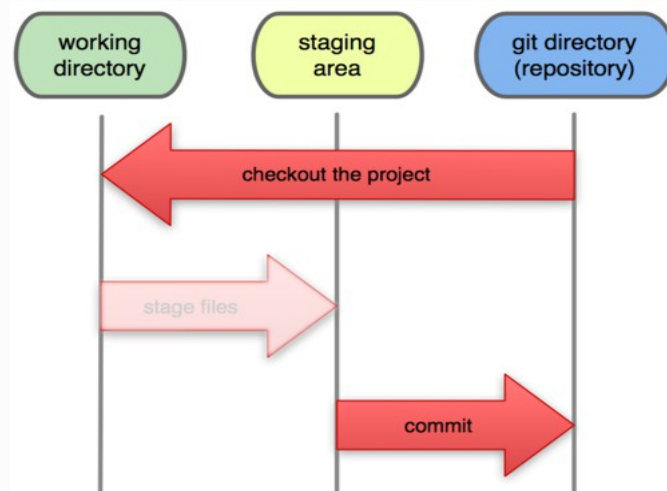 working
directory
staging
area
git directory
(repository)
checkout the project
stage files
commit